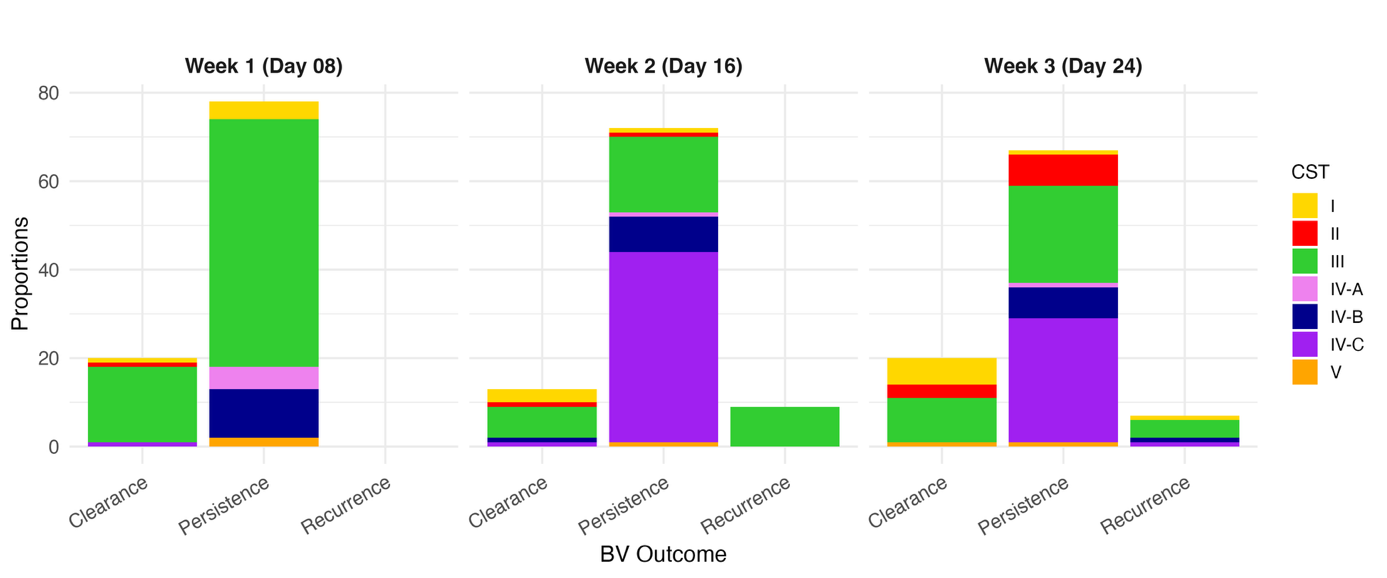 Week 1 (Day 08)
Week 2 (Day 16)
Week 3 (Day 24)
Proportions
80
60
40
20
0
Clearance
Persistence
Recurrence
Clearance
Persistence
Recurrence
Clearance
Persistence
Recurrence
BV Outcome
CST
I
II
III
IV-A
IV-B
IV-C
V